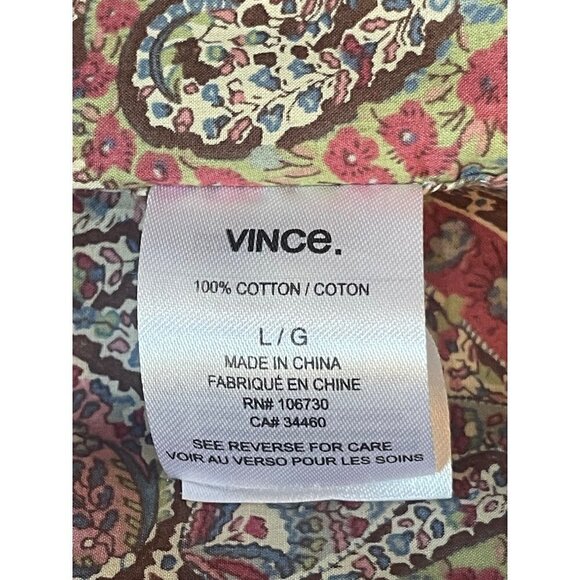 VINCe.
100% COTTON / COTON
L / G
MADE IN CHINA
FABRIQUÉ EN CHINE
RN# 106730
CA# 34460
SEE REVERSE FOR CARE
VOIR AU VERSO POUR LES SOINS